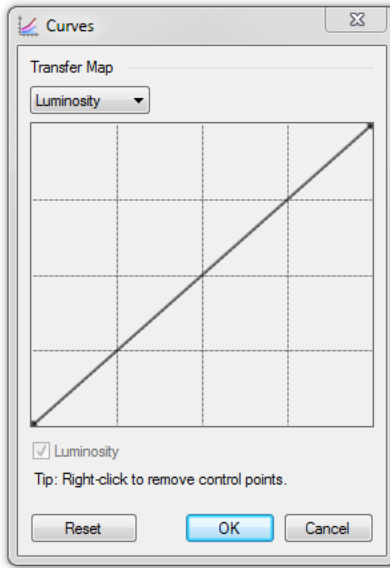 Curves
Transfer Map
Luminosity
Luminosity
Tip: Right-click to remove control points.
Reset OK Cancel